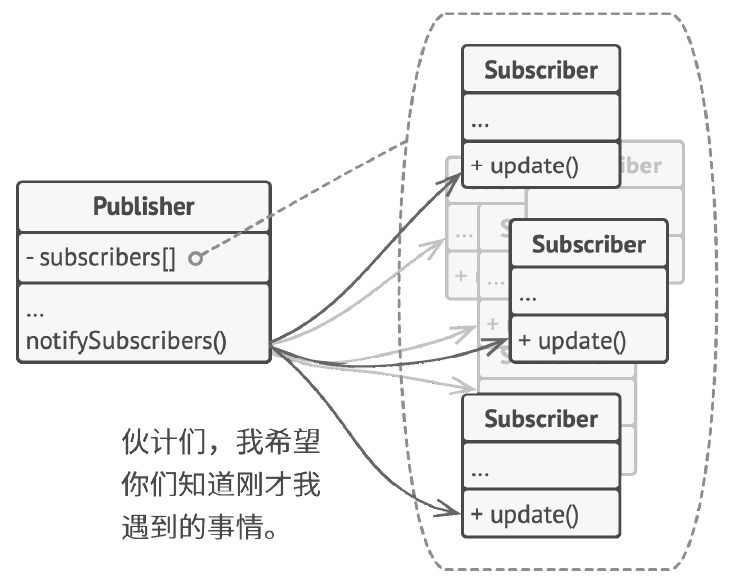 Subscriber
...
+ update()
Publisher
- subscribers[]
...
notifySubscribers()
Subscriber
...
+ update()
Subscriber
...
+ update()
伙计们，我希望
你们知道刚才我
遇到的事情。